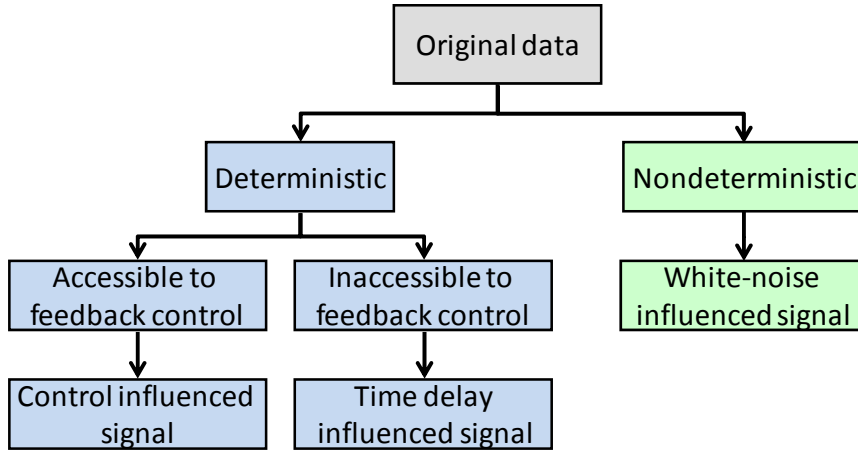 Original data
Deterministic
Nondeterministic
Accessible to
feedback control
Inaccessible to
feedback control
White-noise
influenced signal
Control influenced
signal
Time delay
influenced signal